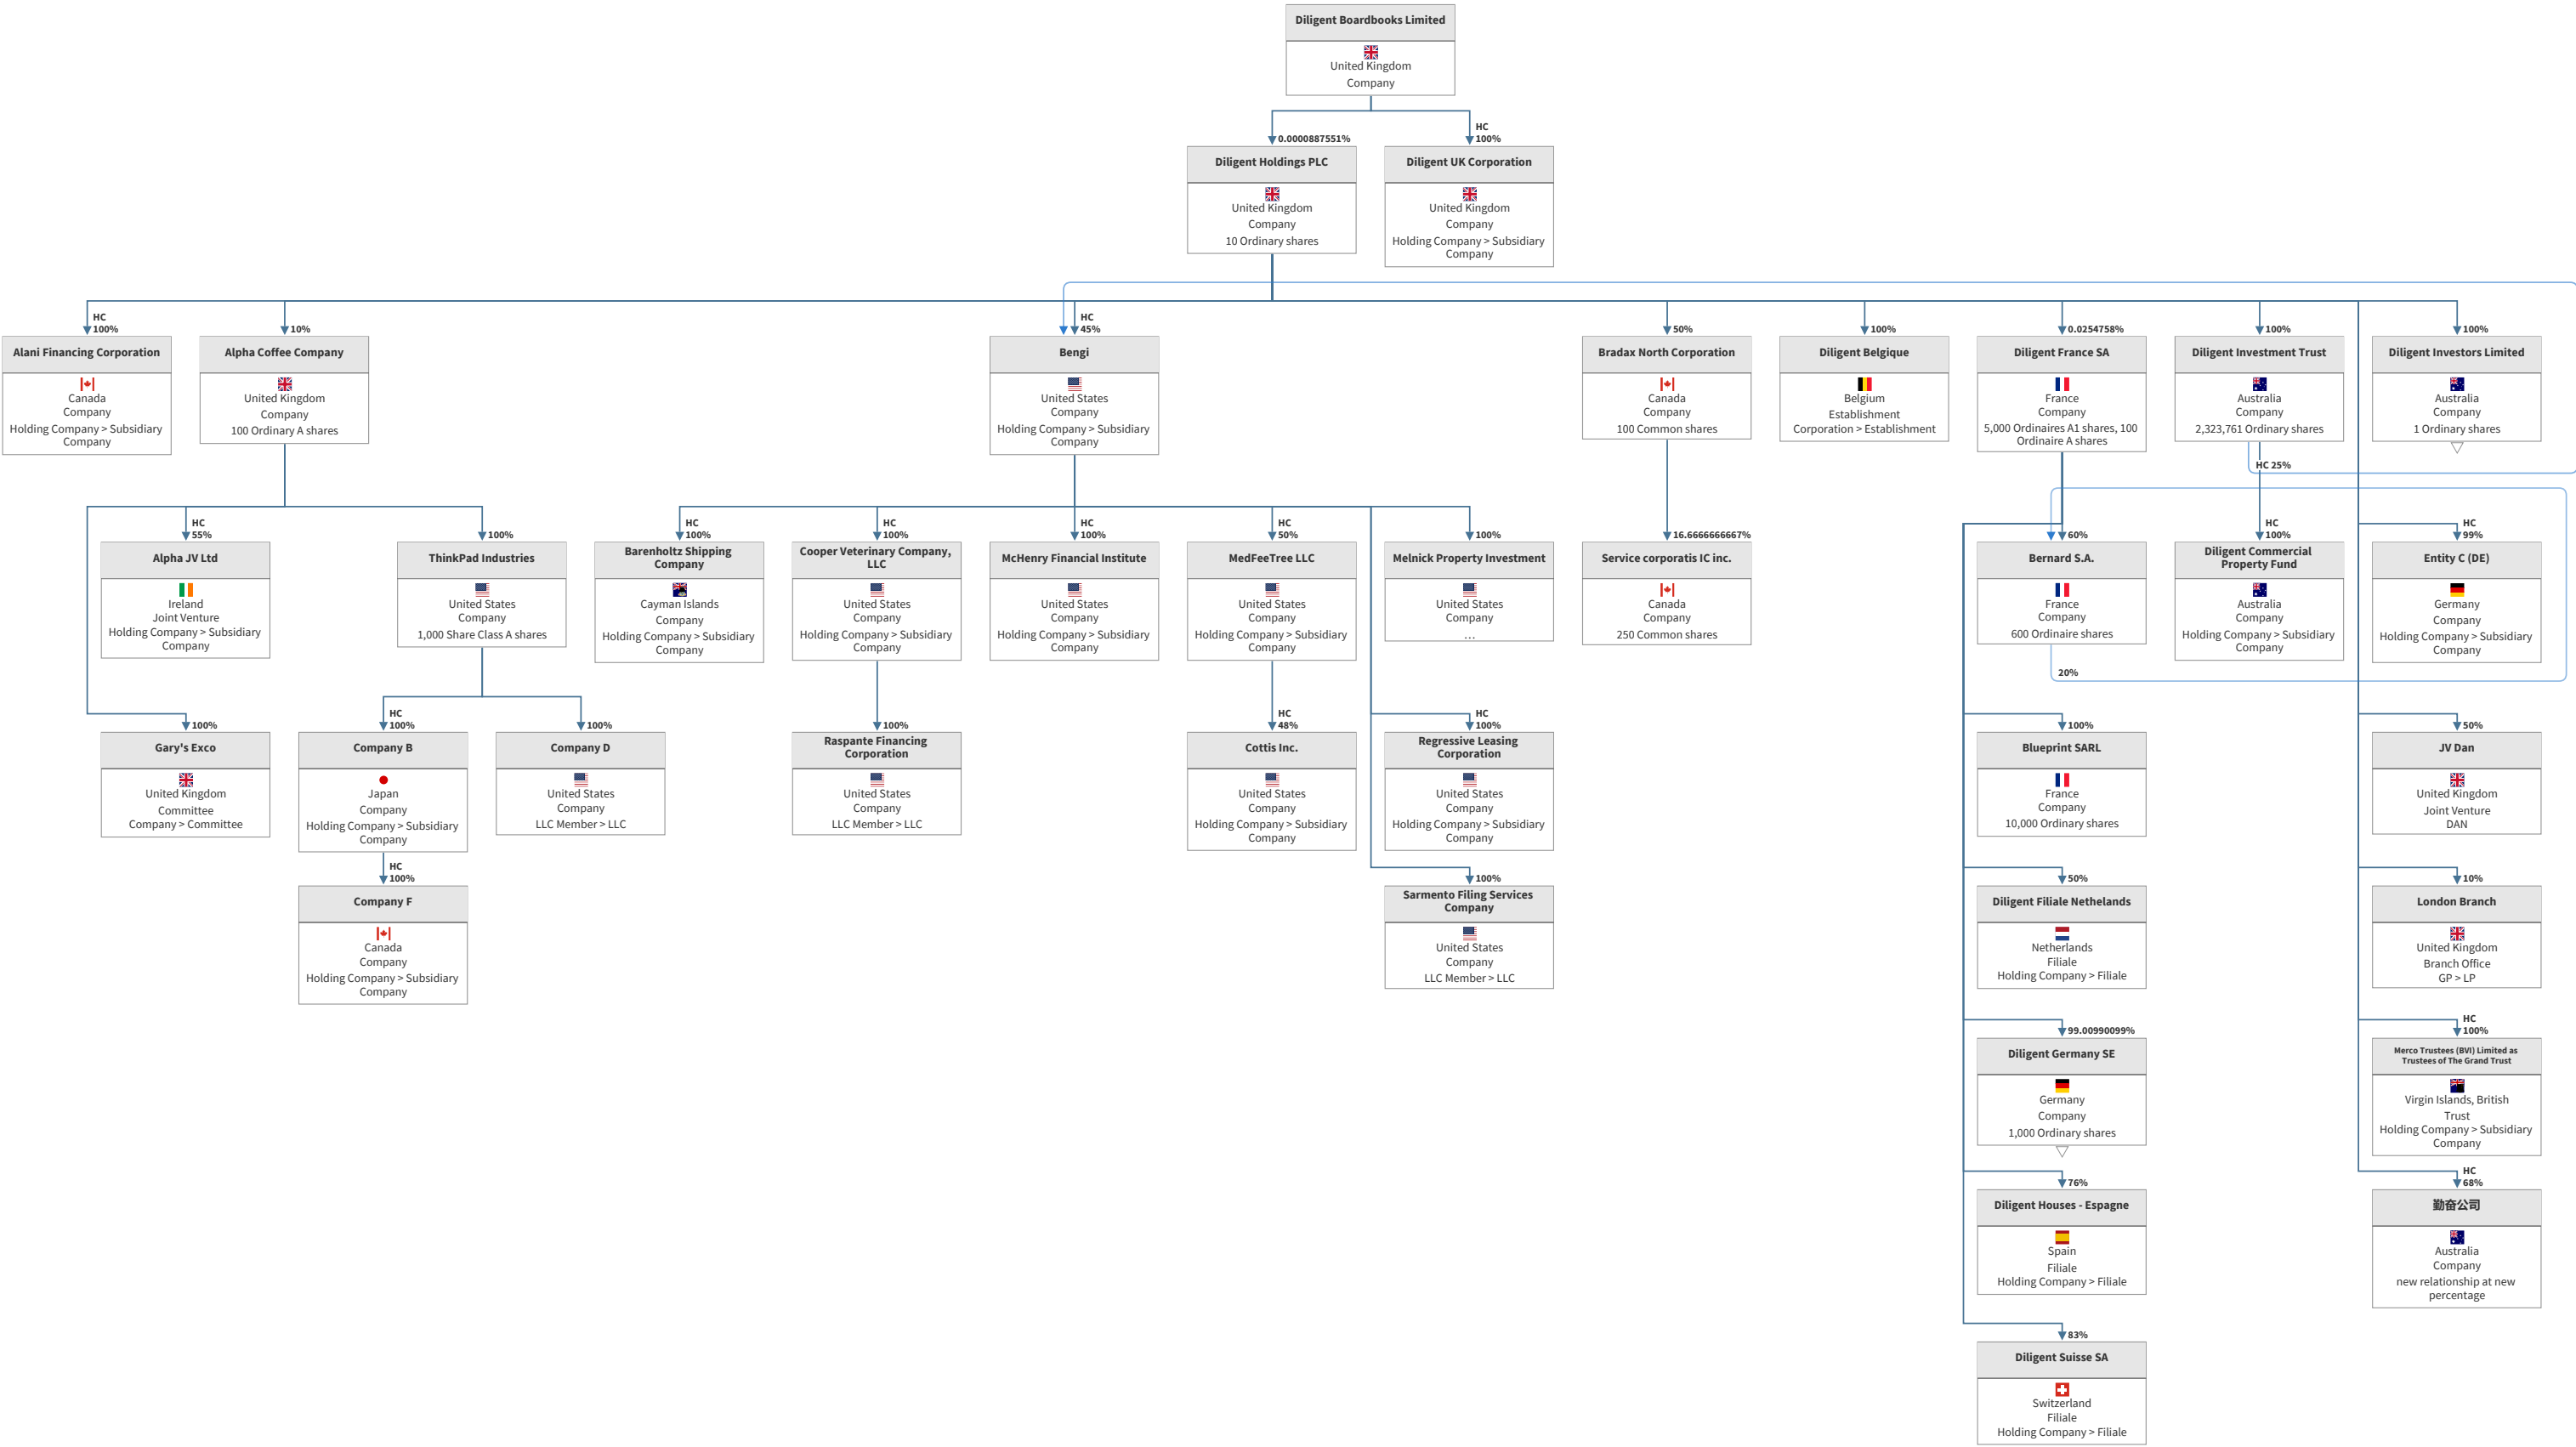 Diligent Boardbooks Limited
United Kingdom
Company
0.0000887551%
HC
100%
Diligent Holdings PLC
United Kingdom
Company
10 Ordinary shares
Diligent UK Corporation
United Kingdom
Company
Holding Company > Subsidiary
Company
HC
100%
Alani Financing Corporation
Canada
Company
Holding Company > Subsidiary
Company
10%
Alpha Coffee Company
United Kingdom
Company
100 Ordinary A shares
HC
45%
Bengi
United States
Company
Holding Company > Subsidiary
Company
50%
Bradax North Corporation
Canada
Company
100 Common shares
100%
Diligent Belgique
Belgium
Establishment
Corporation > Establishment
0.0254758%
Diligent France SA
France
Company
5,000 Ordinaires A1 shares, 100
Ordinaire A shares
100%
Diligent Investment Trust
Australia
Company
2,323,761 Ordinary shares
HC 25%
100%
Diligent Investors Limited
Australia
Company
1 Ordinary shares
HC
55%
Alpha JV Ltd
Ireland
Joint Venture
Holding Company > Subsidiary
Company
100%
ThinkPad Industries
United States
Company
1,000 Share Class A shares
HC
100%
Barenholtz Shipping
Company
Cayman Islands
Company
Holding Company > Subsidiary
Company
HC
100%
Cooper Veterinary Company,
LLC
United States
Company
Holding Company > Subsidiary
Company
HC
100%
McHenry Financial Institute
United States
Company
Holding Company > Subsidiary
Company
HC
50%
MedFeeTree LLC
United States
Company
Holding Company > Subsidiary
Company
100%
Melnick Property Investment
United States
Company
...
16.6666666667%
Service corporatis IC inc.
Canada
Company
250 Common shares
60%
Bernard S.A.
France
Company
600 Ordinaire shares
20%
HC
100%
Diligent Commercial
Property Fund
Australia
Company
Holding Company > Subsidiary
Company
HC
99%
Entity C (DE)
Germany
Company
Holding Company > Subsidiary
Company
100%
Gary's Exco
United Kingdom
Committee
Company > Committee
HC
100%
Company B
Japan
Company
Holding Company > Subsidiary
Company
100%
Company D
United States
Company
LLC Member > LLC
100%
Raspante Financing
Corporation
United States
Company
LLC Member > LLC
HC
48%
Cottis Inc.
United States
Company
Holding Company > Subsidiary
Company
HC
100%
Regressive Leasing
Corporation
United States
Company
Holding Company > Subsidiary
Company
100%
Blueprint SARL
France
Company
10,000 Ordinary shares
50%
JV Dan
United Kingdom
Joint Venture
DAN
HC
100%
Company F
Canada
Company
Holding Company > Subsidiary
Company
100%
Sarmento Filing Services
Company
United States
Company
LLC Member > LLC
50%
Diligent Filiale Nethelands
Netherlands
Filiale
Holding Company > Filiale
10%
London Branch
United Kingdom
Branch Office
GP > LP
99.00990099%
Diligent Germany SE
Germany
Company
1,000 Ordinary shares
HC
100%
Merco Trustees (BVI) Limited as
Trustees of The Grand Trust
Virgin Islands, British
Trust
Holding Company > Subsidiary
Company
76%
Diligent Houses - Espagne
Spain
Filiale
Holding Company > Filiale
HC
68%
勤奋公司
Australia
Company
new relationship at new
percentage
83%
Diligent Suisse SA
Switzerland
Filiale
Holding Company > Filiale